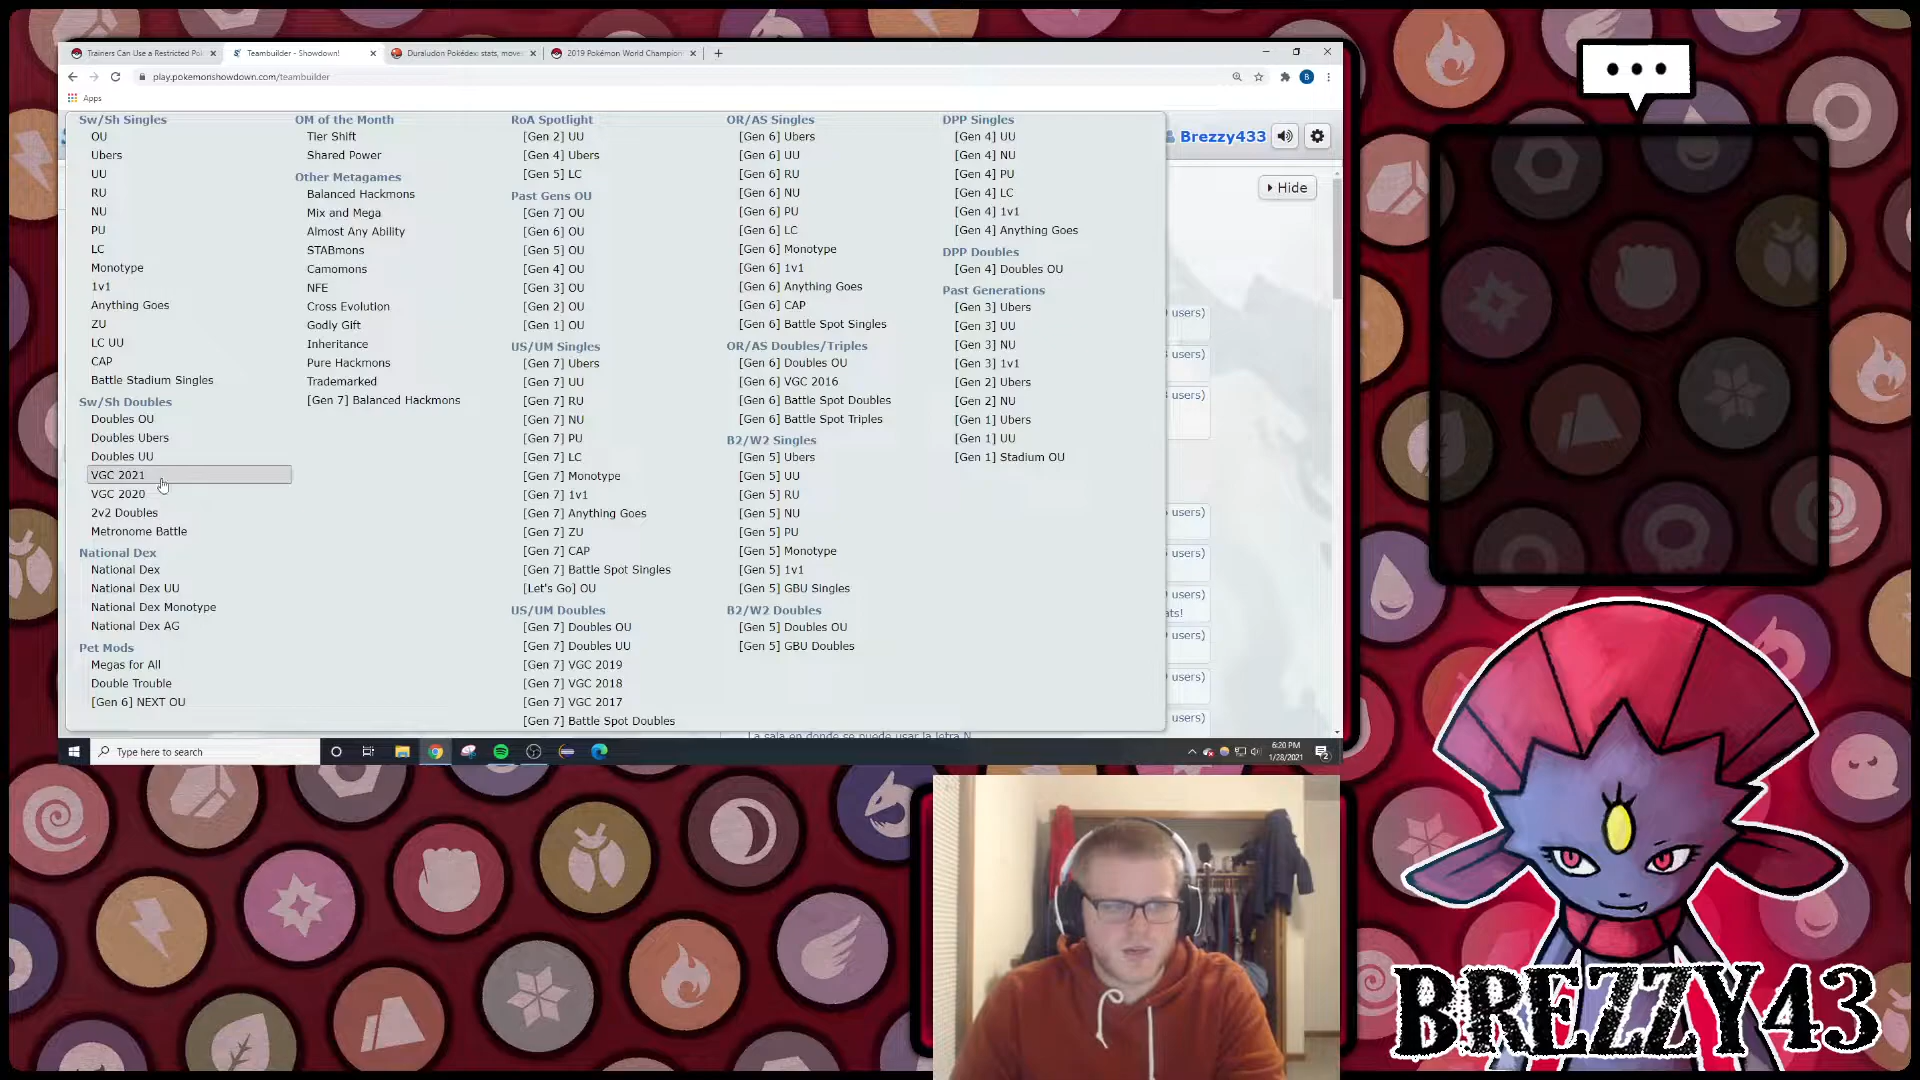 Trainers Can Use a Restricted Pok
Teambuilder - Showdown!
Duraludon Pokédex: stats, moves
2019 Pokémon World Champion
play.pokemonshowdown.com/teambuilder
B
Apps
Brezzy433
Hide
Sw/Sh Singles
OU
Ubers
UU
RU
NU
PU
LC
Monotype
1v1
Anything Goes
ZU
LC UU
CAP
Battle Stadium Singles
Sw/Sh Doubles
Doubles OU
Doubles Ubers
Doubles UU
VGC 2021
VGC 2020
2v2 Doubles
Metronome Battle
National Dex
National Dex
National Dex UU
National Dex Monotype
National Dex AG
Pet Mods
Megas for All
Double Trouble
[Gen 6] NEXT OU
OM of the Month
Tier Shift
Shared Power
Other Metagames
Balanced Hackmons
Mix and Mega
Almost Any Ability
STABmons
Camomons
NFE
Cross Evolution
Godly Gift
Inheritance
Pure Hackmons
Trademarked
[Gen 7] Balanced Hackmons
RoA Spotlight
[Gen 2] UU
[Gen 4] Ubers
[Gen 5] LC
Past Gens OU
[Gen 7] OU
[Gen 6] OU
[Gen 5] OU
[Gen 4] OU
[Gen 3] OU
[Gen 2] OU
[Gen 1] OU
US/UM Singles
[Gen 7] Ubers
[Gen 7] UU
[Gen 7] RU
[Gen 7] NU
[Gen 7] PU
[Gen 7] LC
[Gen 7] Monotype
[Gen 7] 1v1
[Gen 7] Anything Goes
[Gen 7] ZU
[Gen 7] CAP
[Gen 7] Battle Spot Singles
[Let's Go] OU
US/UM Doubles
[Gen 7] Doubles OU
[Gen 7] Doubles UU
[Gen 7] VGC 2019
[Gen 7] VGC 2018
[Gen 7] VGC 2017
[Gen 7] Battle Spot Doubles
OR/AS Singles
[Gen 6] Ubers
[Gen 6] UU
[Gen 6] RU
[Gen 6] NU
[Gen 6] PU
[Gen 6] LC
[Gen 6] Monotype
[Gen 6] 1v1
[Gen 6] Anything Goes
[Gen 6] CAP
[Gen 6] Battle Spot Singles
OR/AS Doubles/Triples
[Gen 6] Doubles OU
[Gen 6] VGC 2016
[Gen 6] Battle Spot Doubles
[Gen 6] Battle Spot Triples
B2/W2 Singles
[Gen 5] Ubers
[Gen 5] UU
[Gen 5] RU
[Gen 5] NU
[Gen 5] PU
[Gen 5] Monotype
[Gen 5] 1v1
[Gen 5] GBU Singles
B2/W2 Doubles
[Gen 5] Doubles OU
[Gen 5] GBU Doubles
DPP Singles
[Gen 4] UU
[Gen 4] NU
[Gen 4] PU
[Gen 4] LC
[Gen 4] 1v1
[Gen 4] Anything Goes
DPP Doubles
[Gen 4] Doubles OU
Past Generations
[Gen 3] Ubers
[Gen 3] UU
[Gen 3] NU
[Gen 3] 1v1
[Gen 2] Ubers
[Gen 2] NU
[Gen 1] Ubers
[Gen 1] UU
[Gen 1] Stadium OU
users)
users)
users)
users)
users)
users)
ats!
users)
users)
users)
La sala en donde se puede usar la letra N
Type here to search
6:20 PM
1/28/2021
BREZZY43